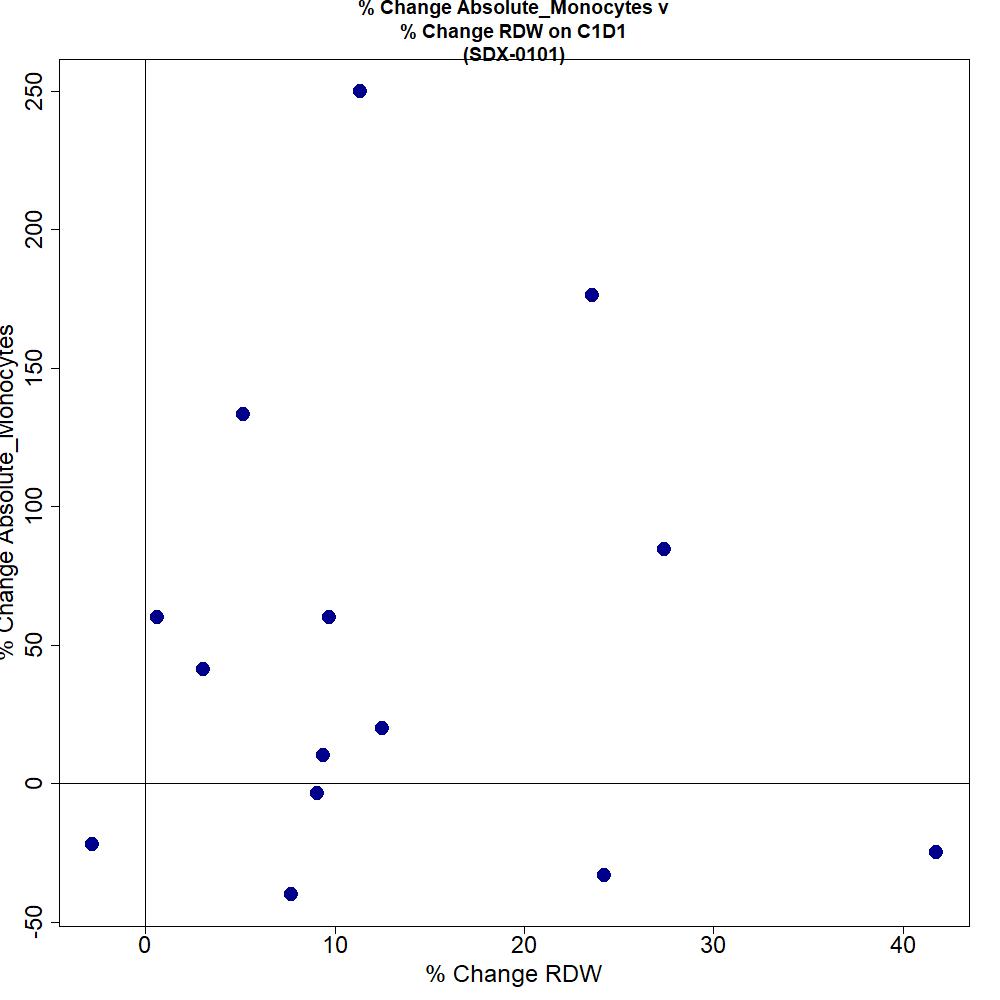 % Change Absolute_Monocytes v
% Change RDW on C1D1
(SDX-0101)
% Change Absolute_Monocytes
250
200
150
100
50
0
-50
0 10 20 30 40
% Change RDW